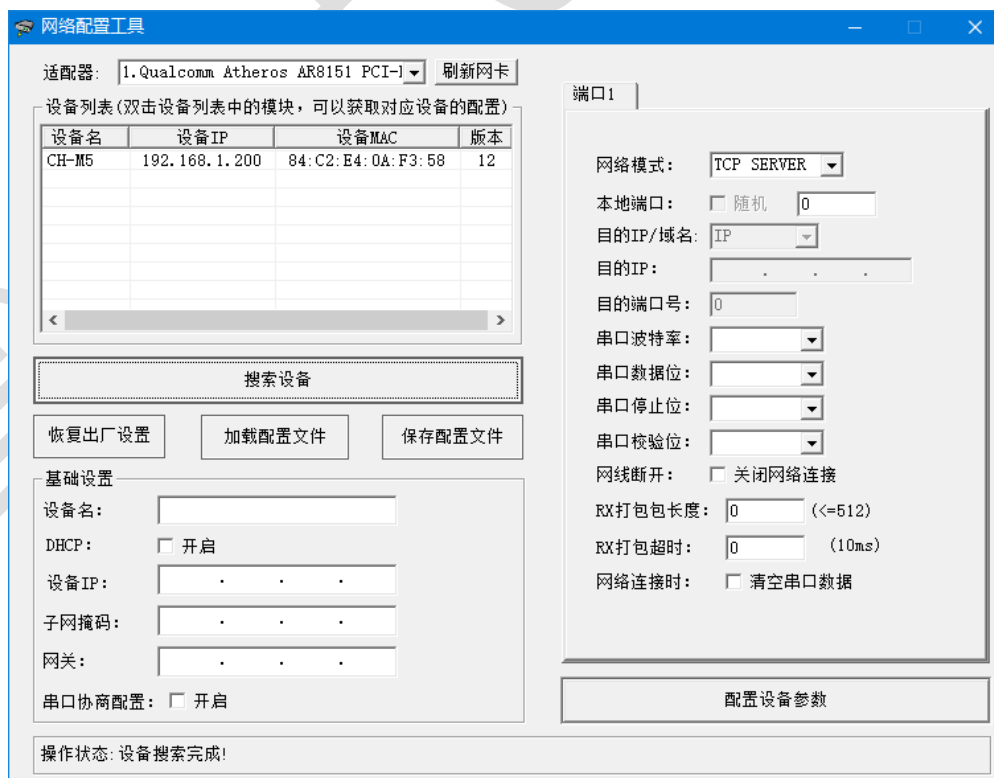 网络配置工具
适配器: 1.Qualcomm Atheros AR8151 PCI-1 刷新网卡
设备列表(双击设备列表中的模块，可以获取对应设备的配置)
设备名 设备IP 设备MAC 版本
CH-M5 192.168.1.200 84:C2:E4:0A:F3:58 12
搜索设备
恢复出厂设置 加载配置文件 保存配置文件
基础设置
设备名：
DHCP： 开启
设备IP： . . .
子网掩码： . . .
网关： . . .
串口协商配置： 开启
端口1
网络模式： TCP SERVER
本地端口： 随机 0
目的IP/域名: IP
目的IP： . . .
目的端口号： 0
串口波特率：
串口数据位：
串口停止位：
串口校验位：
网线断开： 关闭网络连接
RX打包包长度： 0 (<=512)
RX打包超时： 0 (10ms)
网络连接时： 清空串口数据
配置设备参数
操作状态:设备搜索完成!